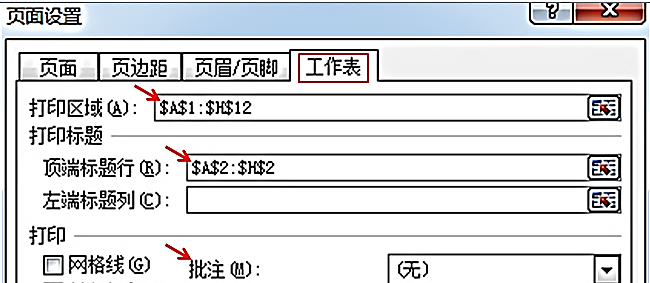 页面设置
页面 页边距 页眉/页脚 工作表
打印区域(A): $A$1:$H$12
打印标题
顶端标题行(R): $A$2:$H$2
左端标题列(C):
打印
网格线(G) 批注(M): (无)